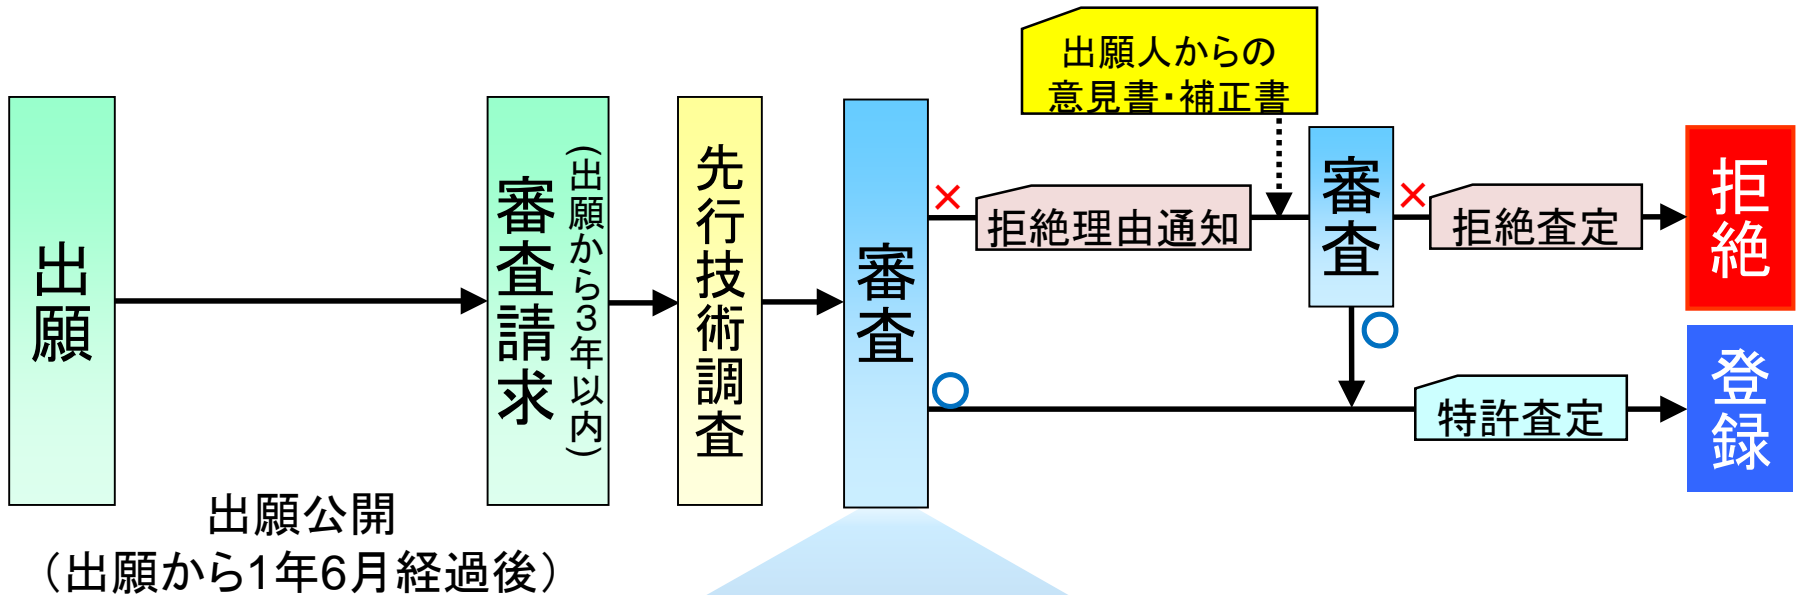 出願
審査請求
(出願から3年以内)
先行技術調査
審査
×
拒絶理由通知
出願人からの
意見書・補正書
審査
×
拒絶査定
拒絶
○
○
特許査定
登録
出願公開
（出願から1年6月経過後）